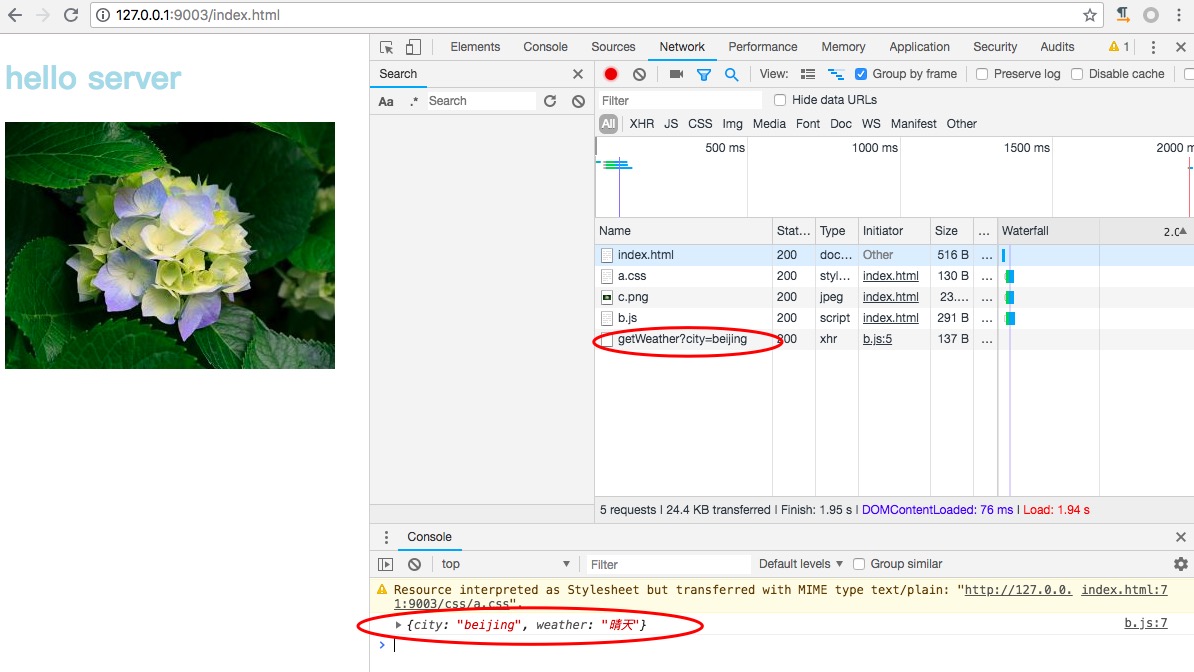 127.0.0.1:9003/index.html
hello server
Elements Console Sources Network Performance Memory Application Security Audits 1
Search
View: Group by frame Preserve log Disable cache
Aa .* Search
Filter Hide data URLs
All XHR JS CSS Img Media Font Doc WS Manifest Other
500 ms 1000 ms 1500 ms 2000 m
Name Stat... Type Initiator Size ... Waterfall 2.0
index.html 200 doc... Other 516 B ...
a.css 200 styl... index.html 130 B ...
c.png 200 jpeg index.html 23.... ...
b.js 200 script index.html 291 B ...
getWeather?city=beijing 200 xhr b.js:5 137 B ...
5 requests | 24.4 KB transferred | Finish: 1.95 s | DOMContentLoaded: 76 ms | Load: 1.94 s
Console
top Filter Default levels Group similar
Resource interpreted as Stylesheet but transferred with MIME type text/plain: "http://127.0.0. index.html:7
1:9003/css/a.css".
{city: "beijing", weather: "晴天"} b.js:7